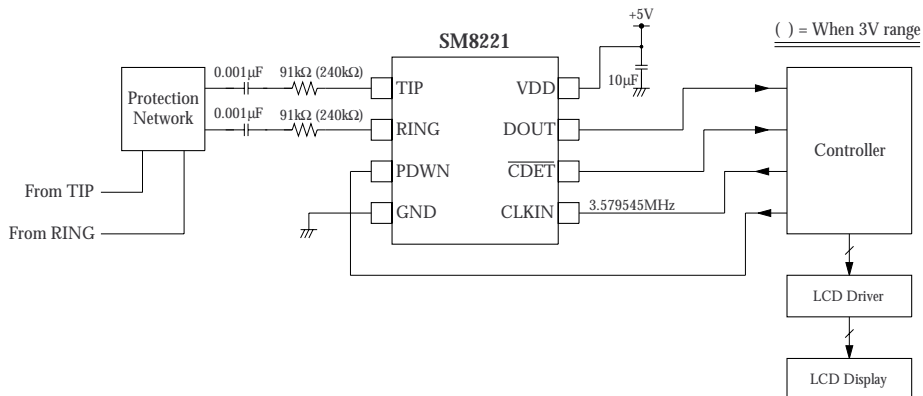 +5V
( ) = When 3V range
SM8221
0.001μF
91kΩ (240kΩ)
TIP
VDD
10μF
Protection
Network
0.001μF
91kΩ (240kΩ)
RING
DOUT
Controller
PDWN
CDET
From TIP
GND
CLKIN
3.579545MHz
From RING
LCD Driver
LCD Display